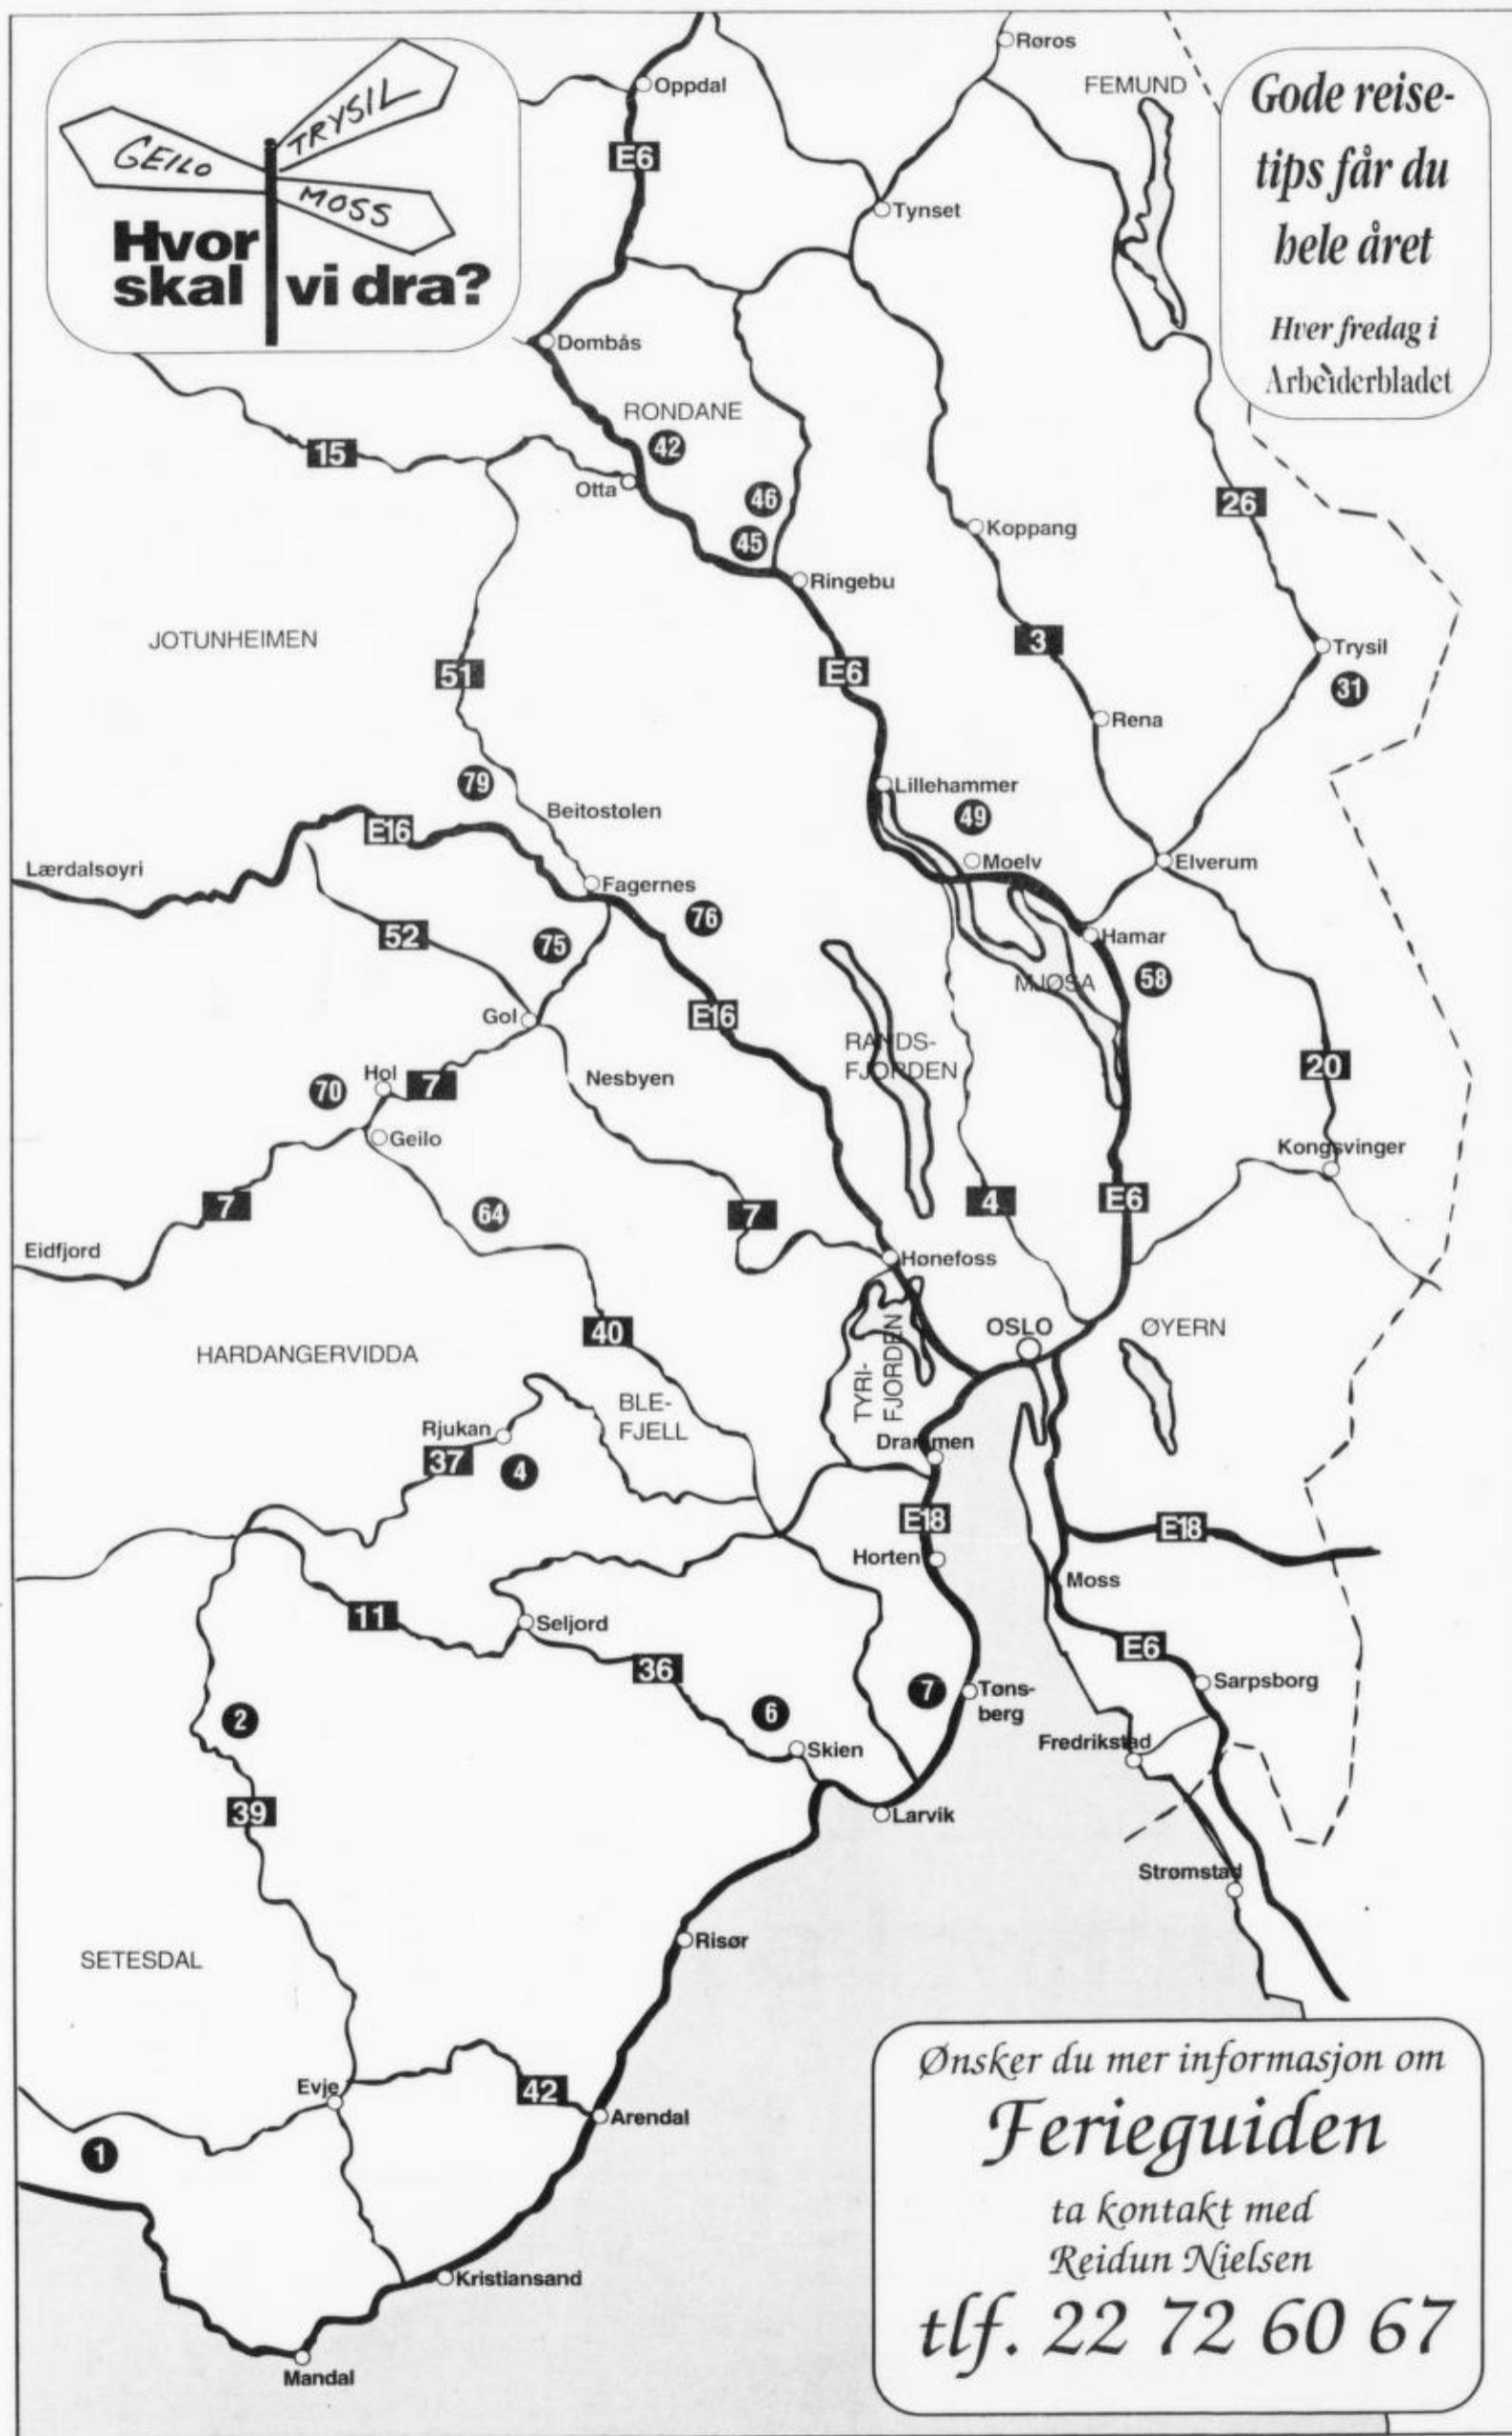 GEILO
TRYSIL
MOSS
Hvor
skal vi dra?
Gode reise-
tips får du
hele året
Hver fredag i
Arbeiderbladet
Røros
FEMUND
Oppdal
E6
Tynset
Dombås
RONDANE
42
15
Otta
46
26
45
Koppang
Ringebu
JOTUNHEIMEN
3
Trysil
51
E6
31
Rena
79
Lillehammer
Beitostølen
49
E16
Moelv
Elverum
Lærdalsøyri
Fagernes
76
52
75
Hamar
MJØSA
58
Gol
E16
RANDS-
FJORDEN
20
Hol
7
Nesbyen
70
Geilo
Kongsvinger
7
64
7
4
E6
Eidfjord
Hønefoss
40
OSLO
ØYERN
HARDANGERVIDDA
TYRI-
FJORDEN
BLE-
FJELL
Rjukan
37
4
Drammen
E18
E18
Horten
Moss
11
Seljord
E6
36
Sarpsborg
7
Tøns-
berg
2
6
Skien
Fredrikstad
39
Larvik
Strømstad
Risør
SETESDAL
Evje
42
Arendal
1
Kristiansand
Mandal
Ønsker du mer informasjon om
Ferieguiden
ta kontakt med
Reidun Nielsen
tlf. 22 72 60 67